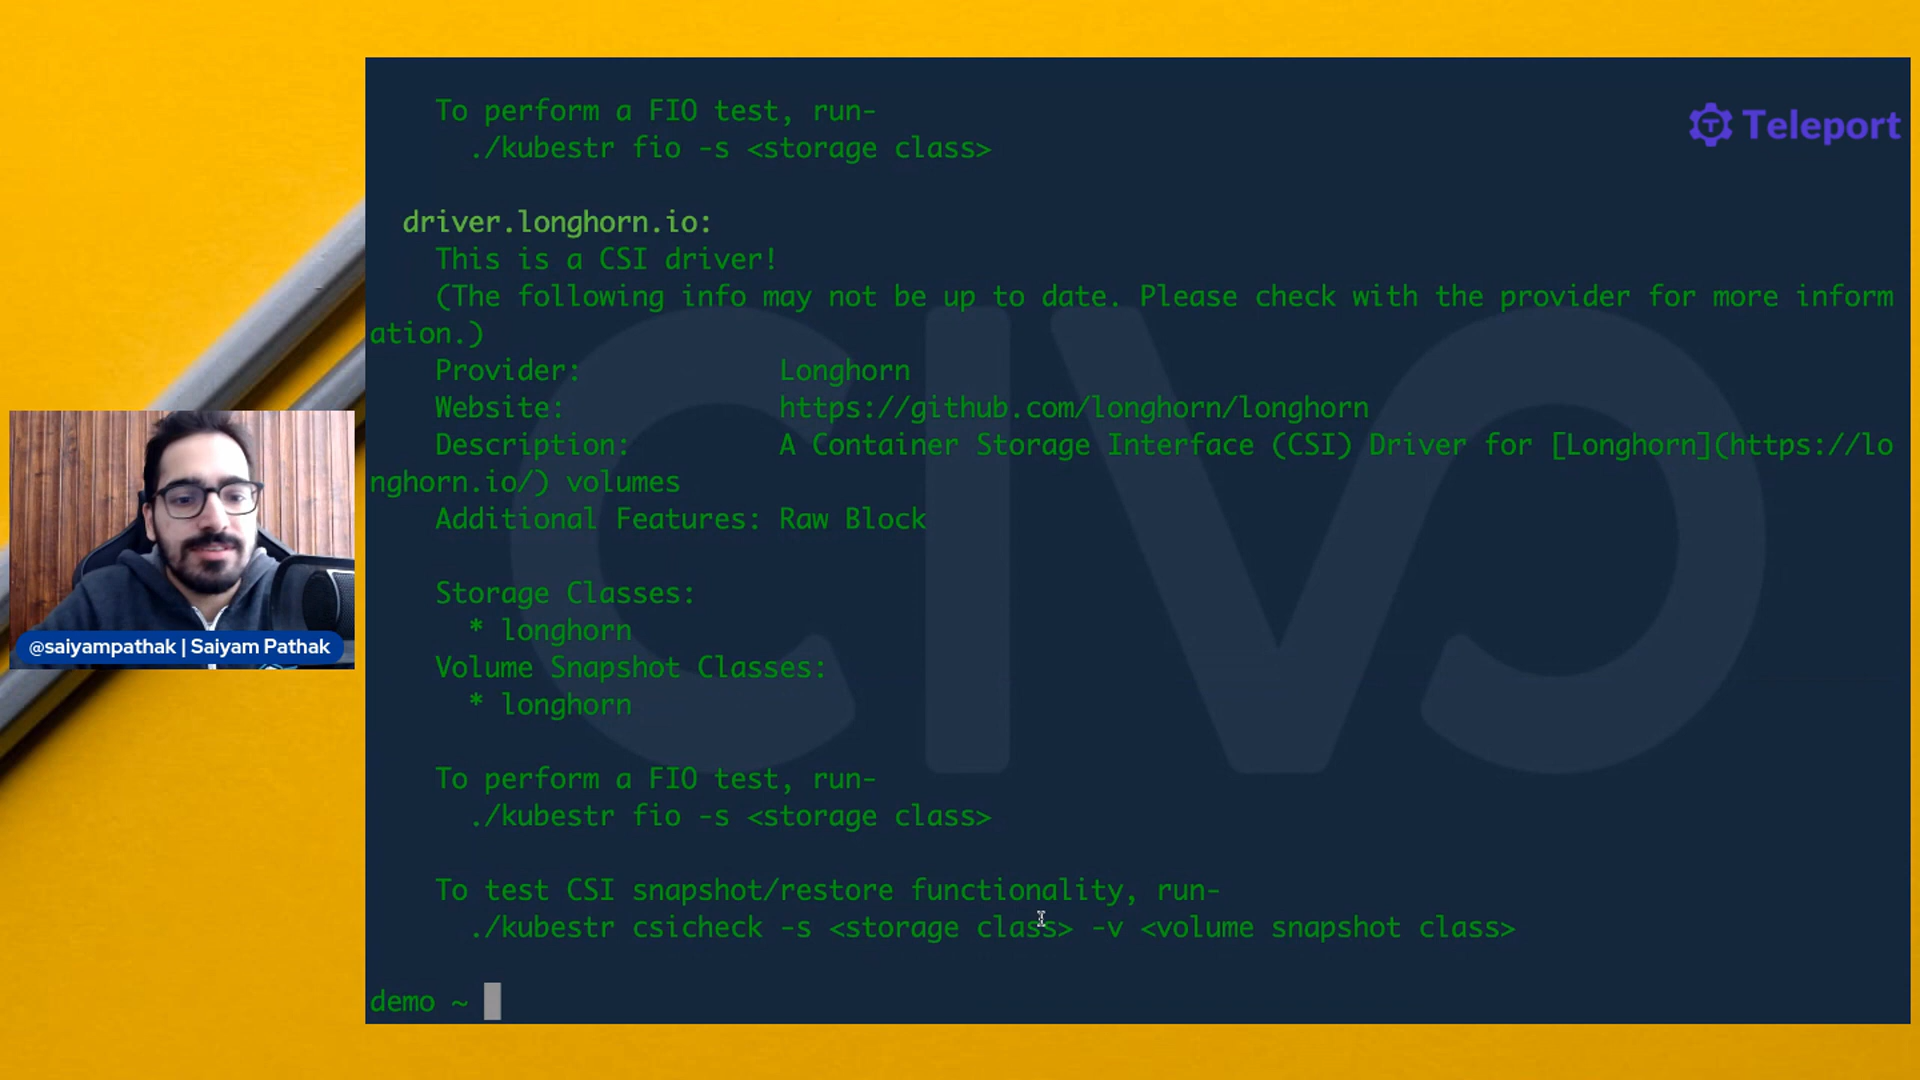 To perform a FIO test, run-
./kubestr fio -s <storage class>
Teleport
driver.longhorn.io:
This is a CSI driver!
(The following info may not be up to date. Please check with the provider for more inform
ation.)
Provider: Longhorn
Website: https://github.com/longhorn/longhorn
Description: A Container Storage Interface (CSI) Driver for [Longhorn](https://lo
nghorn.io/) volumes
Additional Features: Raw Block
Storage Classes:
* longhorn
Volume Snapshot Classes:
* longhorn
To perform a FIO test, run-
./kubestr fio -s <storage class>
To test CSI snapshot/restore functionality, run-
./kubestr csicheck -s <storage class> -v <volume snapshot class>
demo ~
CIVO
@saiyampathak | Saiyam Pathak